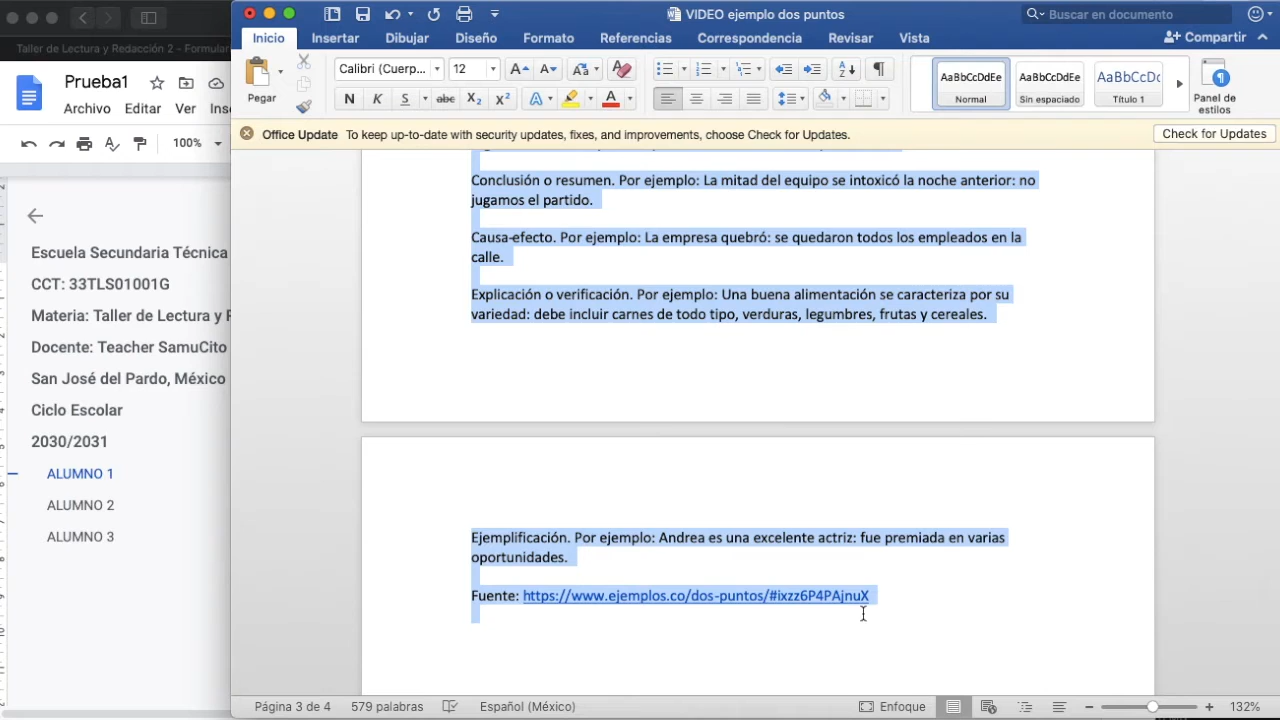 VIDEO ejemplo dos puntos
Buscar en documento
Taller de Lectura y Redacción 2 - Formular
Inicio
Insertar
Dibujar
Diseño
Formato
Referencias
Correspondencia
Revisar
Vista
Compartir
Prueba1
Archivo
Editar
Ver
Inse
100%
Pegar
Calibri (Cuerp...
12
N
K
S
abc
X2
X2
A
A
AaBbCcDdEe
Normal
AaBbCcDdEe
Sin espaciado
AaBbCcDc
Título 1
Panel de
estilos
Office Update To keep up-to-date with security updates, fixes, and improvements, choose Check for Updates.
Check for Updates
Escuela Secundaria Técnica
CCT: 33TLS01001G
Materia: Taller de Lectura y R
Docente: Teacher SamuCito
San José del Pardo, México
Ciclo Escolar
2030/2031
ALUMNO 1
ALUMNO 2
ALUMNO 3
Conclusión o resumen. Por ejemplo: La mitad del equipo se intoxicó la noche anterior: no
jugamos el partido.
Causa-efecto. Por ejemplo: La empresa quebró: se quedaron todos los empleados en la
calle.
Explicación o verificación. Por ejemplo: Una buena alimentación se caracteriza por su
variedad: debe incluir carnes de todo tipo, verduras, legumbres, frutas y cereales.
Ejemplificación. Por ejemplo: Andrea es una excelente actriz: fue premiada en varias
oportunidades.
Fuente: https://www.ejemplos.co/dos-puntos/#ixzz6P4PAjnuX
Página 3 de 4
579 palabras
Español (México)
Enfoque
132%